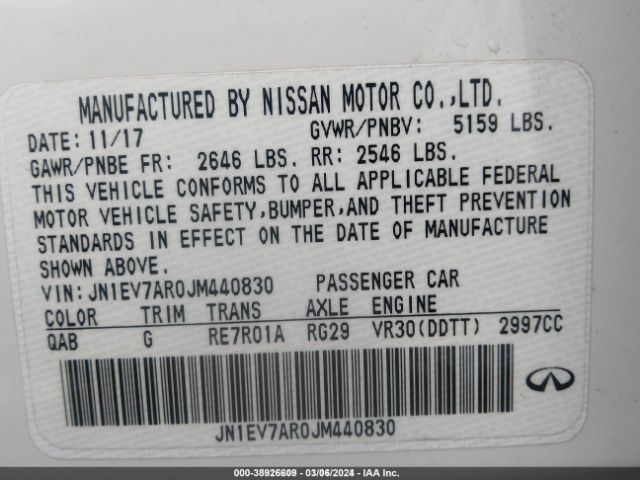 MANUFACTURED BY NISSAN MOTOR CO.,LTD.
DATE: 11/17 GVWR/PNBV: 5159 LBS.
GAWR/PNBE FR: 2646 LBS. RR: 2546 LBS.
THIS VEHICLE CONFORMS TO ALL APPLICABLE FEDERAL
MOTOR VEHICLE SAFETY,BUMPER,AND THEFT PREVENTION
STANDARDS IN EFFECT ON THE DATE OF MANUFACTURE
SHOWN ABOVE.
VIN:JN1EV7AR0JM440830 PASSENGER CAR
COLOR TRIM TRANS AXLE ENGINE
QAB G RE7R01A RG29 VR30(DDTT) 2997CC
JN1EV7AR0JM440830
INFINITI
000-38926609 - 03/06/2024 - IAA Inc.